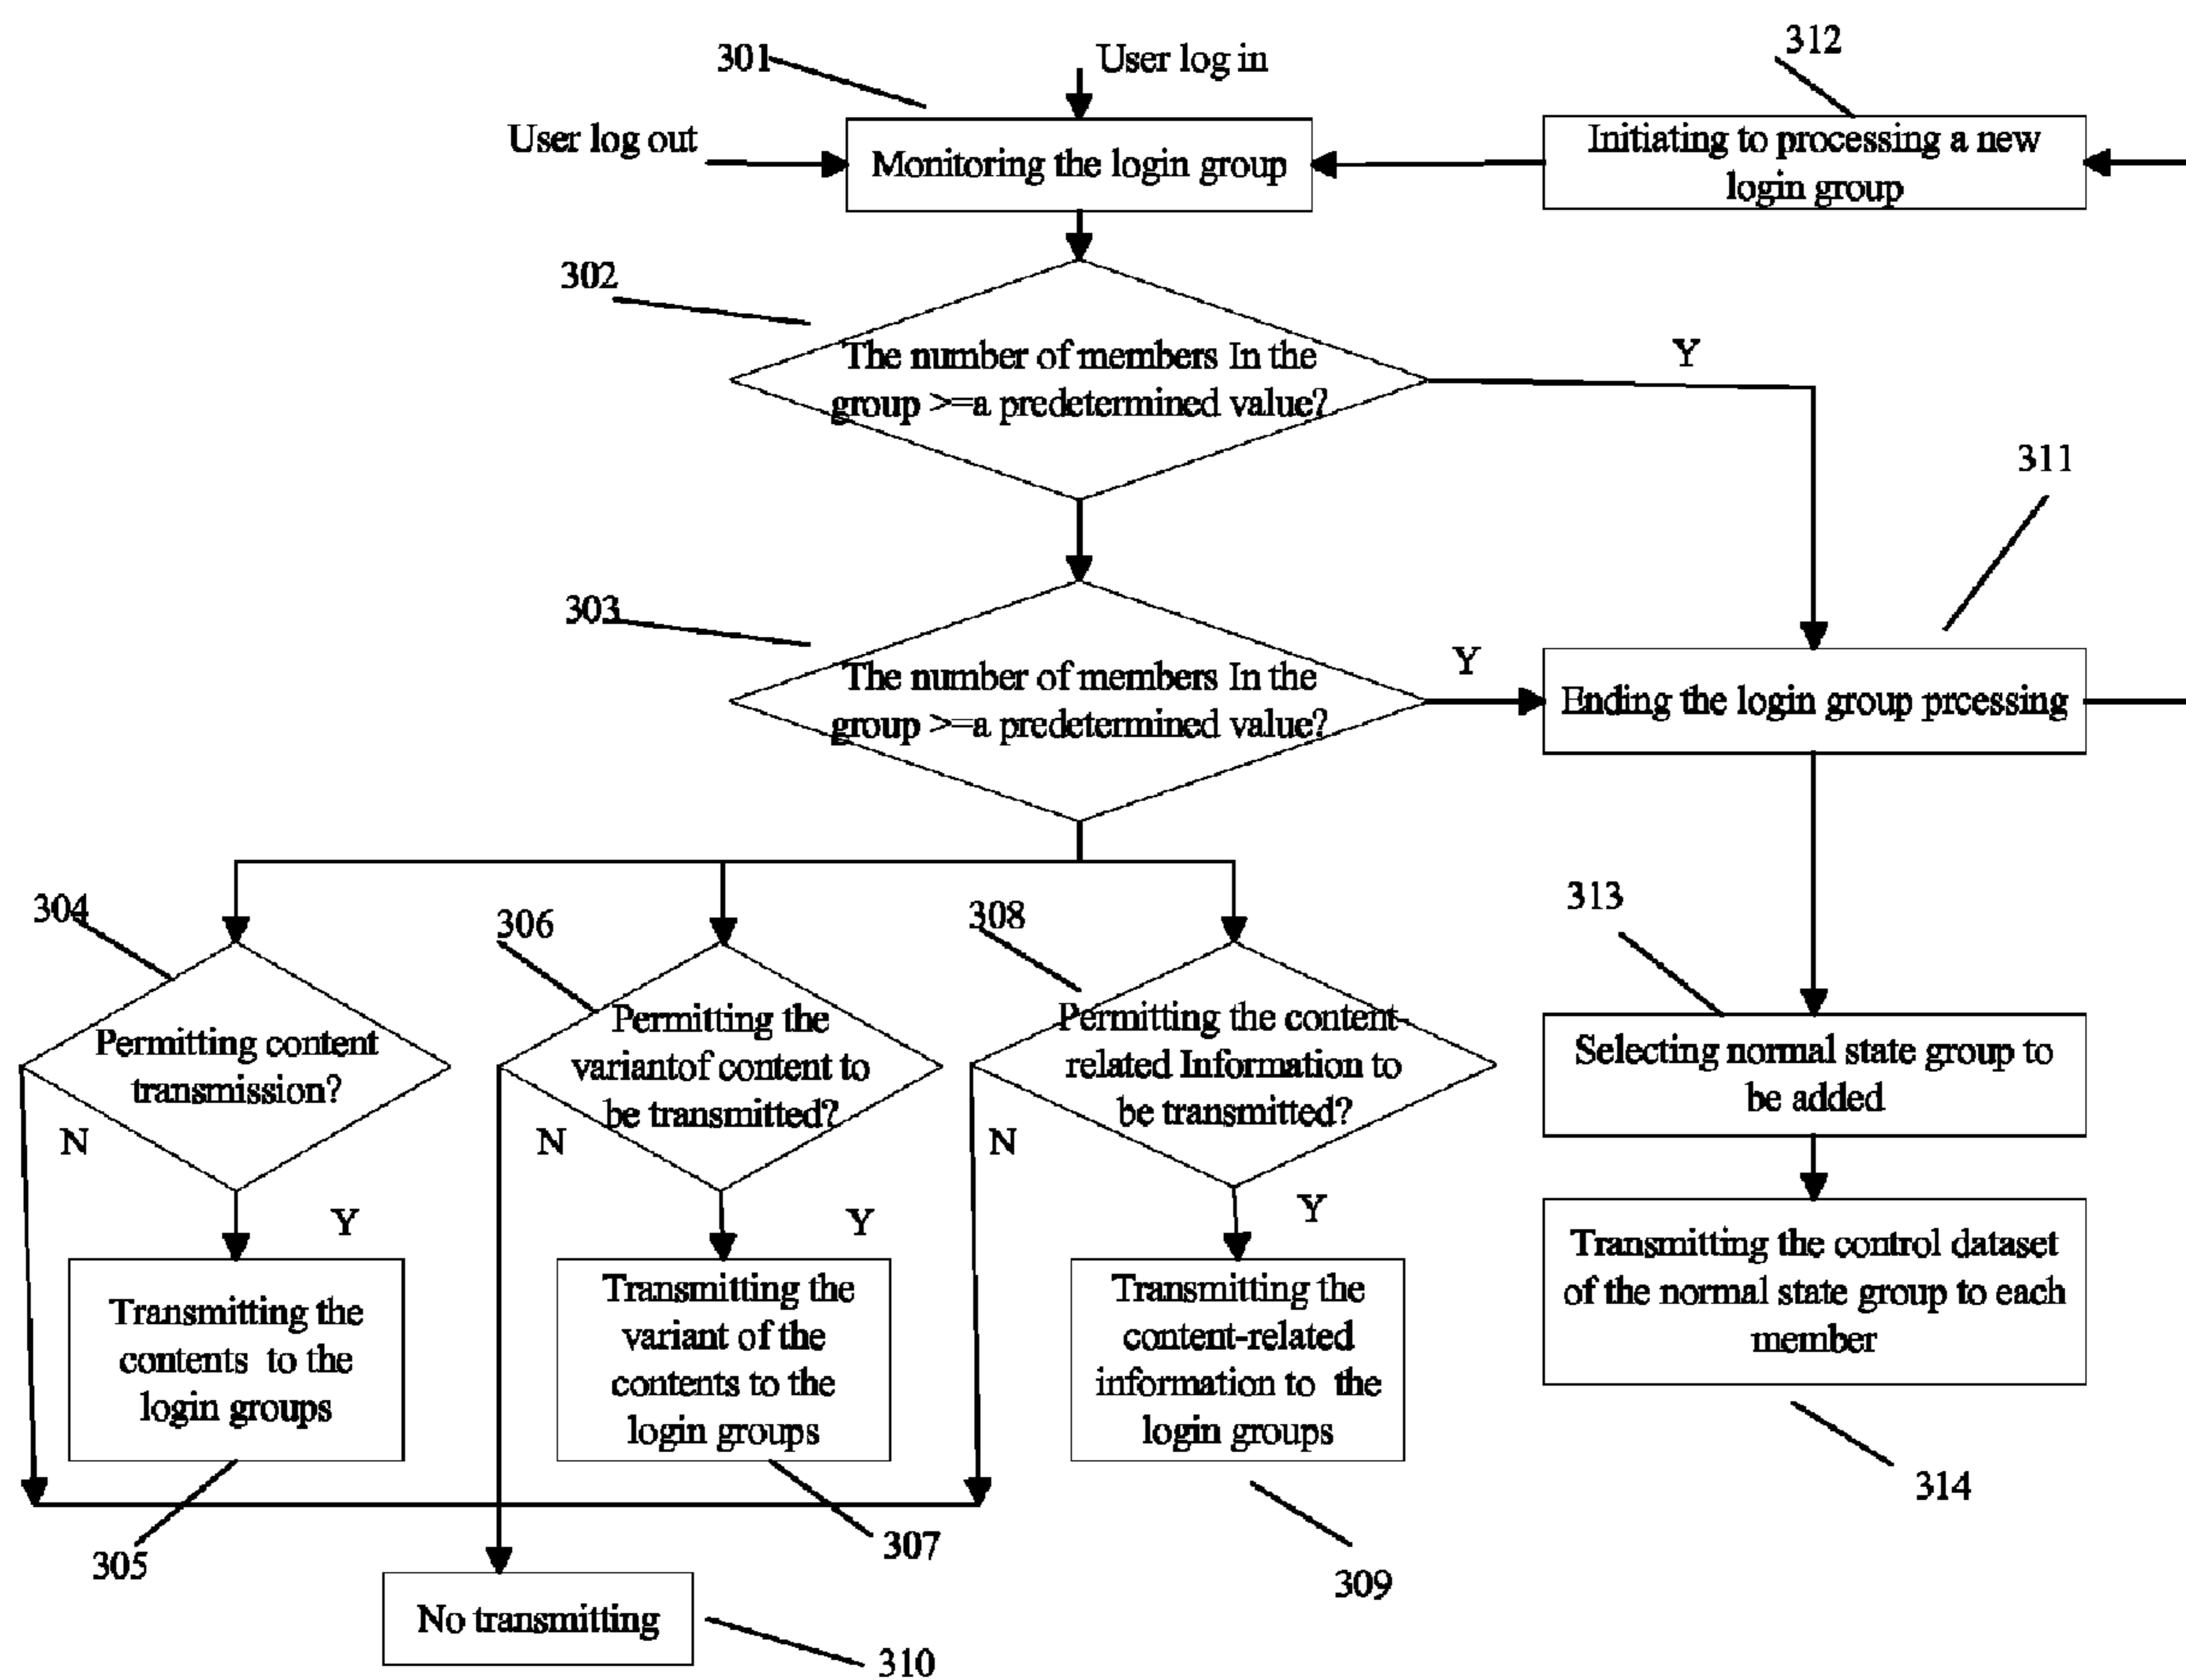 301
User log in
312
User log out
Monitoring the login group
Initiating to processing a new
login group
302
The number of members In the
group >=a predetermined value?
Y
311
303
The number of members In the
group >=a predetermined value?
Y
Ending the login group prcessing
304
306
308
313
Permitting content
transmission?
N
Permitting the
variantof content to
be transmitted?
N
Permitting the content
related Information to
be transmitted?
N
Selecting normal state group to
be added
Y
Y
Y
Transmitting the
contents to the
login groups
Transmitting the
variant of the
contents to the
login groups
Transmitting the
content-related
information to the
login groups
Transmitting the control dataset
of the normal state group to each
member
314
305
307
309
No transmitting
310